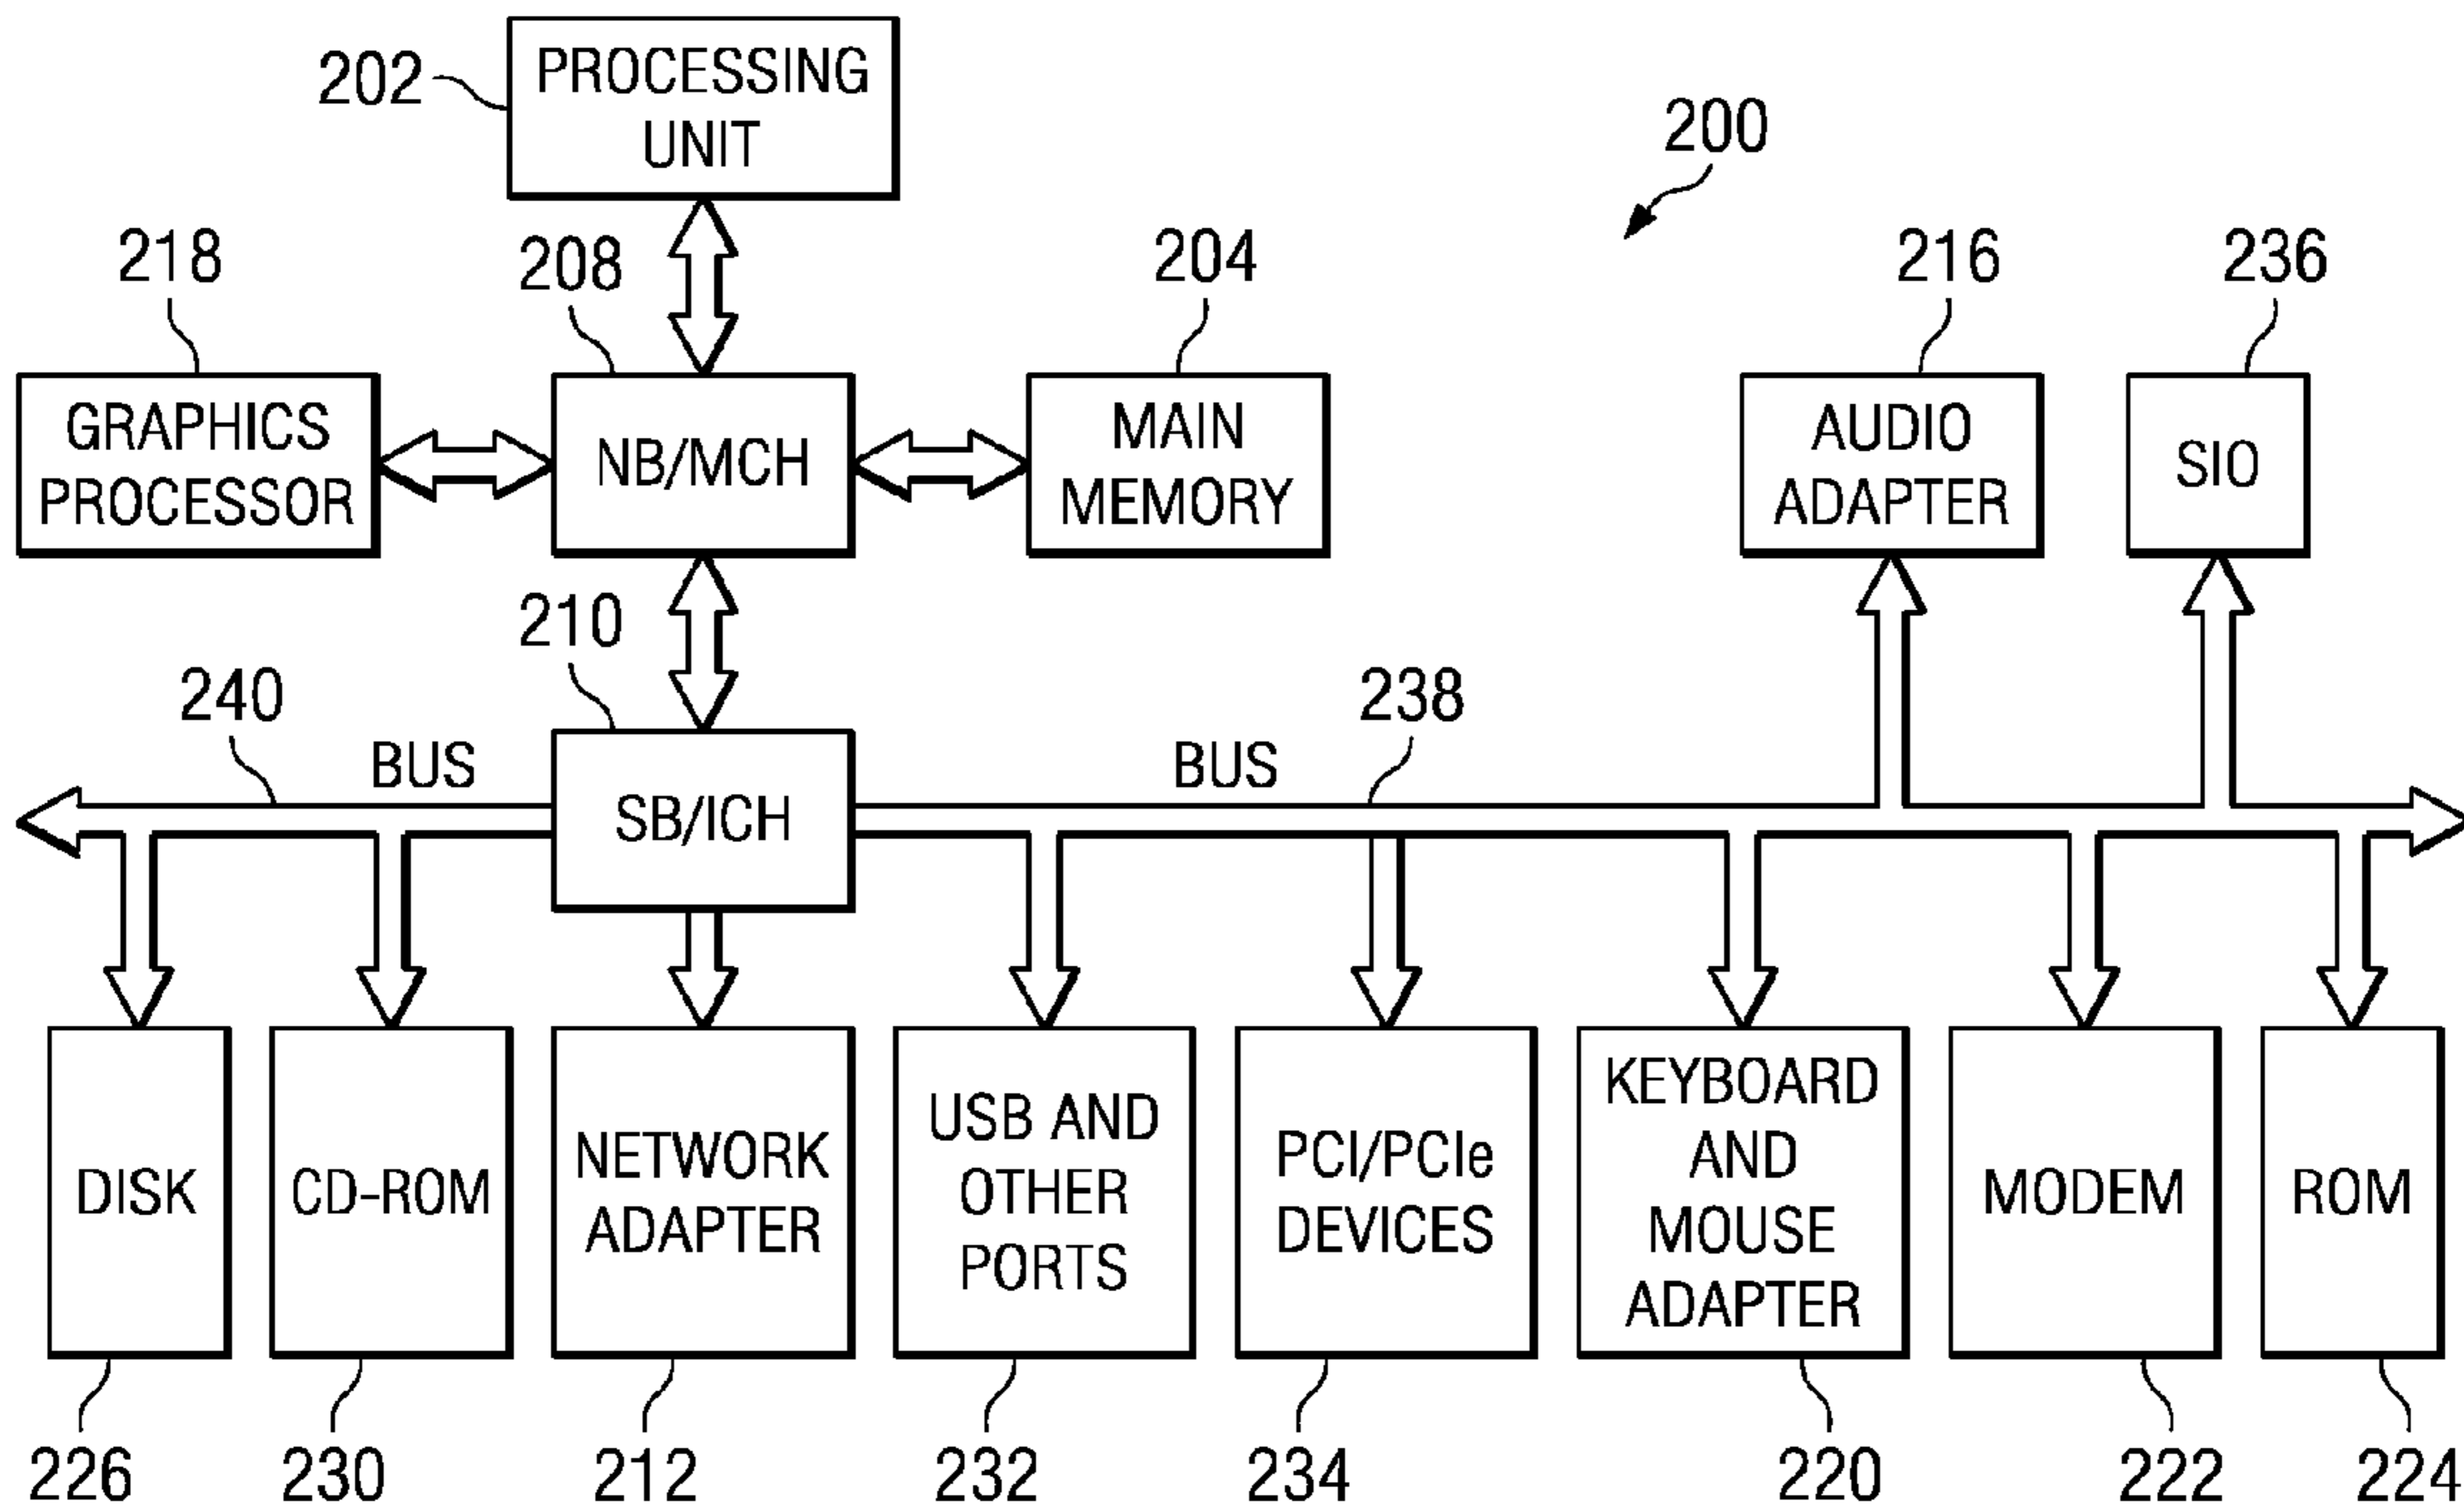 PROCESSING
UNIT
202
200
218
208
204
216
236
GRAPHICS
PROCESSOR
NB/MCH
MAIN
MEMORY
AUDIO
ADAPTER
SIO
210
240
BUS
238
BUS
SB/ICH
DISK
CD-ROM
NETWORK
ADAPTER
USB AND
OTHER
PORTS
PCI/PCIe
DEVICES
KEYBOARD
AND
MOUSE
ADAPTER
MODEM
ROM
226
230
212
232
234
220
222
224